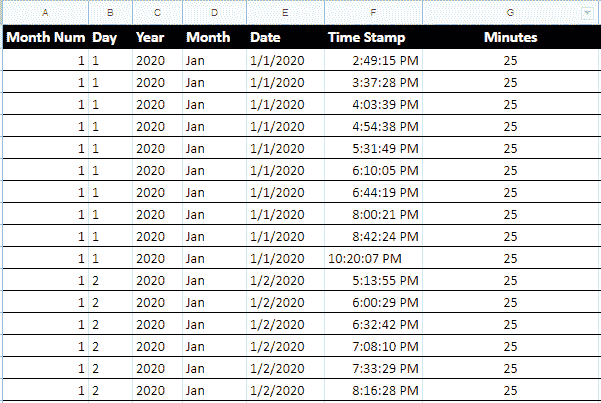 A B C D E F G
Month Num Day Year Month Date Time Stamp Minutes
1 1 2020 Jan 1/1/2020 2:49:15 PM 25
1 1 2020 Jan 1/1/2020 3:37:28 PM 25
1 1 2020 Jan 1/1/2020 4:03:39 PM 25
1 1 2020 Jan 1/1/2020 4:54:38 PM 25
1 1 2020 Jan 1/1/2020 5:31:49 PM 25
1 1 2020 Jan 1/1/2020 6:10:05 PM 25
1 1 2020 Jan 1/1/2020 6:44:19 PM 25
1 1 2020 Jan 1/1/2020 8:00:21 PM 25
1 1 2020 Jan 1/1/2020 8:42:24 PM 25
1 1 2020 Jan 1/1/2020 10:20:07 PM 25
1 2 2020 Jan 1/2/2020 5:13:55 PM 25
1 2 2020 Jan 1/2/2020 6:00:29 PM 25
1 2 2020 Jan 1/2/2020 6:32:42 PM 25
1 2 2020 Jan 1/2/2020 7:08:10 PM 25
1 2 2020 Jan 1/2/2020 7:33:29 PM 25
1 2 2020 Jan 1/2/2020 8:16:28 PM 25